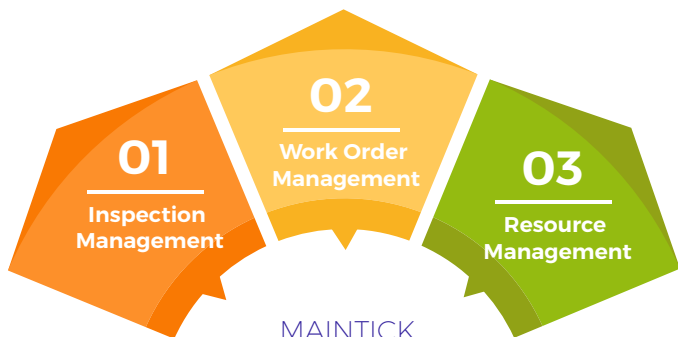 01
Inspection
Management
02
Work Order
Management
03
Resource
Management
MAINTICK